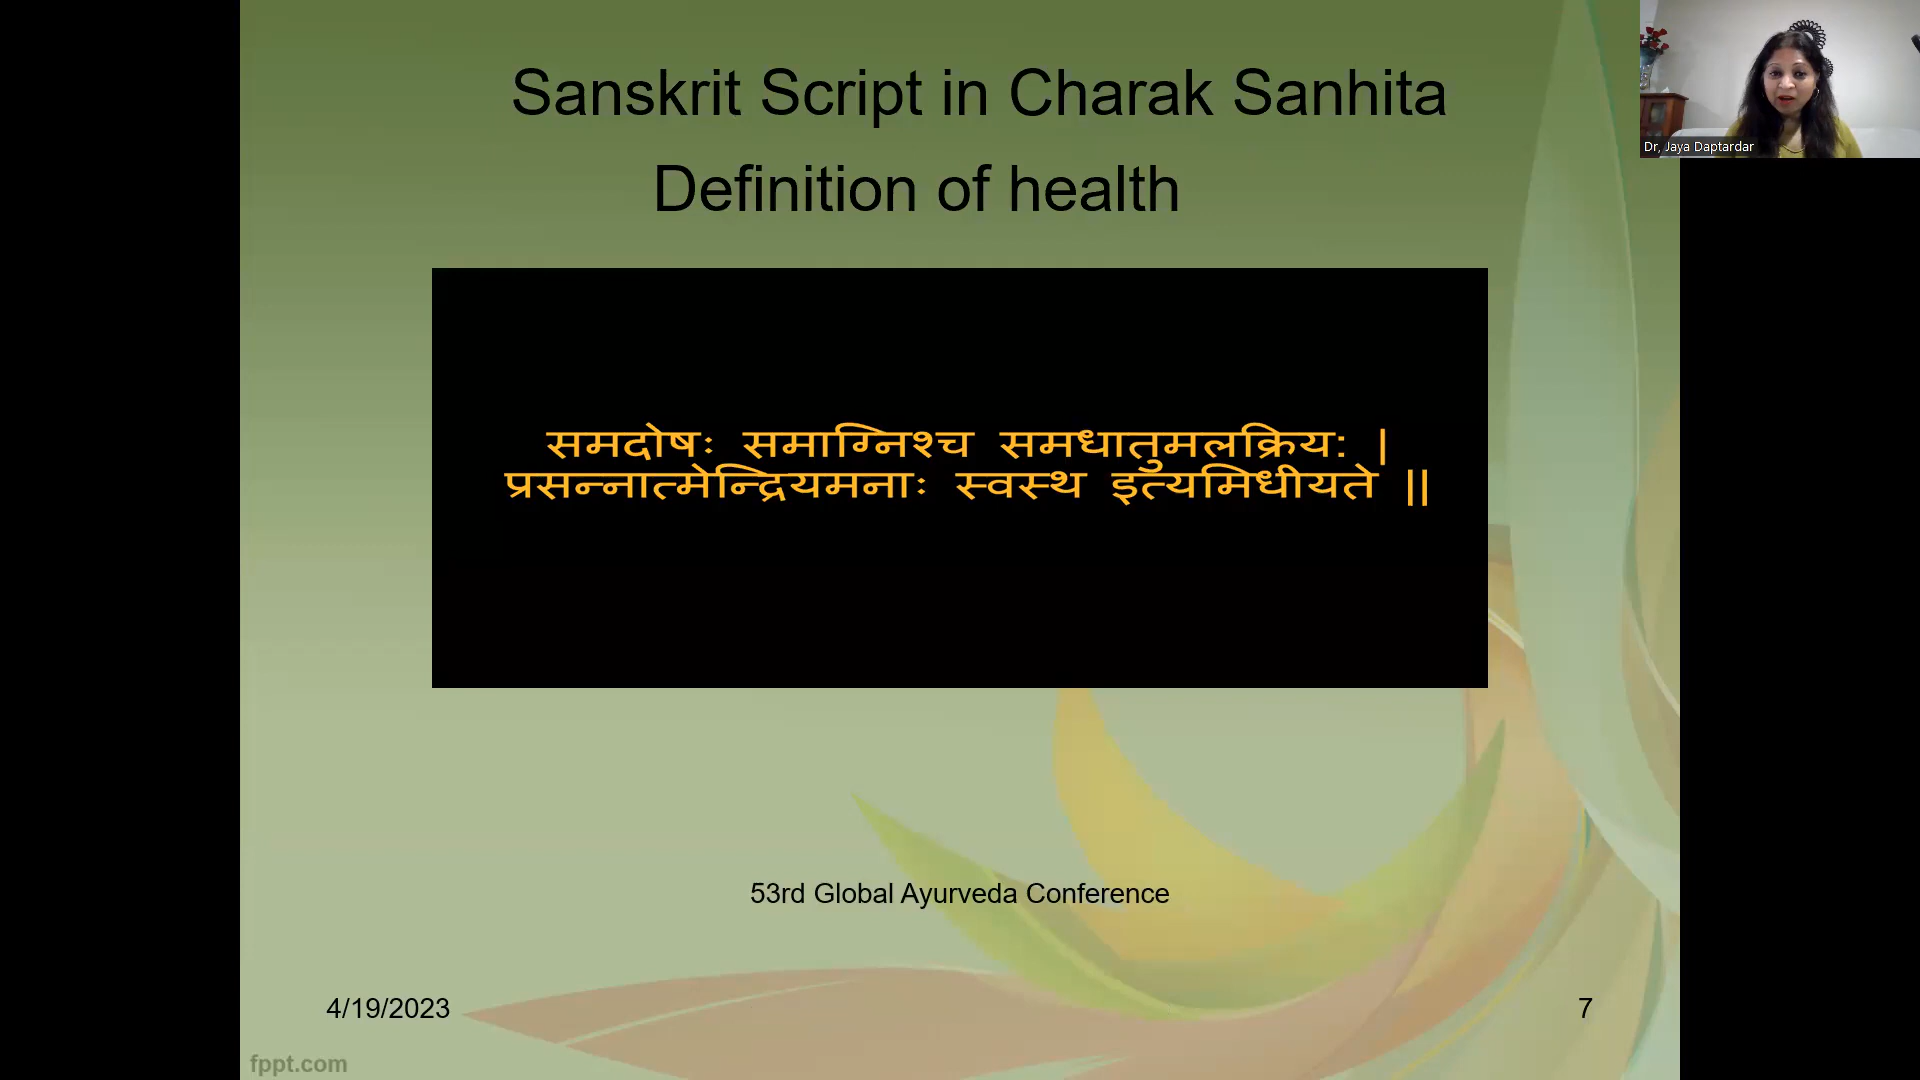 Sanskrit Script in Charak Sanhita
Definition of health
समदोषः समाग्निश्च समधातुमलक्रिय: |
प्रसन्नात्मेन्द्रियमनाः स्वस्थ इत्यमिधीयते ||
53rd Global Ayurveda Conference
4/19/2023
7
fppt.com
Dr, Jaya Daptardar